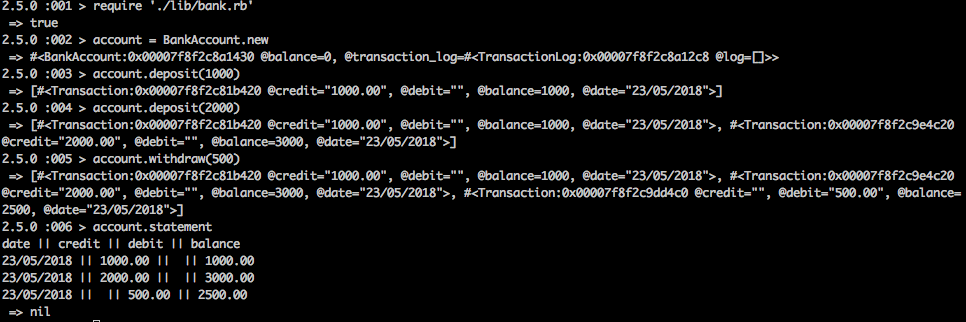 2.5.0 :001 > require './lib/bank.rb'
 => true
2.5.0 :002 > account = BankAccount.new
 => #<BankAccount:0x00007f8f2c8a1430 @balance=0, @transaction_log=#<TransactionLog:0x00007f8f2c8a12c8 @log=[]>>
2.5.0 :003 > account.deposit(1000)
 => [#<Transaction:0x00007f8f2c81b420 @credit="1000.00", @debit="", @balance=1000, @date="23/05/2018">]
2.5.0 :004 > account.deposit(2000)
 => [#<Transaction:0x00007f8f2c81b420 @credit="1000.00", @debit="", @balance=1000, @date="23/05/2018">, #<Transaction:0x00007f8f2c9e4c20
@credit="2000.00", @debit="", @balance=3000, @date="23/05/2018">]
2.5.0 :005 > account.withdraw(500)
 => [#<Transaction:0x00007f8f2c81b420 @credit="1000.00", @debit="", @balance=1000, @date="23/05/2018">, #<Transaction:0x00007f8f2c9e4c20
@credit="2000.00", @debit="", @balance=3000, @date="23/05/2018">, #<Transaction:0x00007f8f2c9dd4c0 @credit="", @debit="500.00", @balance=
2500, @date="23/05/2018">]
2.5.0 :006 > account.statement
date || credit || debit || balance
23/05/2018 || 1000.00 ||  || 1000.00
23/05/2018 || 2000.00 ||  || 3000.00
23/05/2018 ||  || 500.00 || 2500.00
 => nil